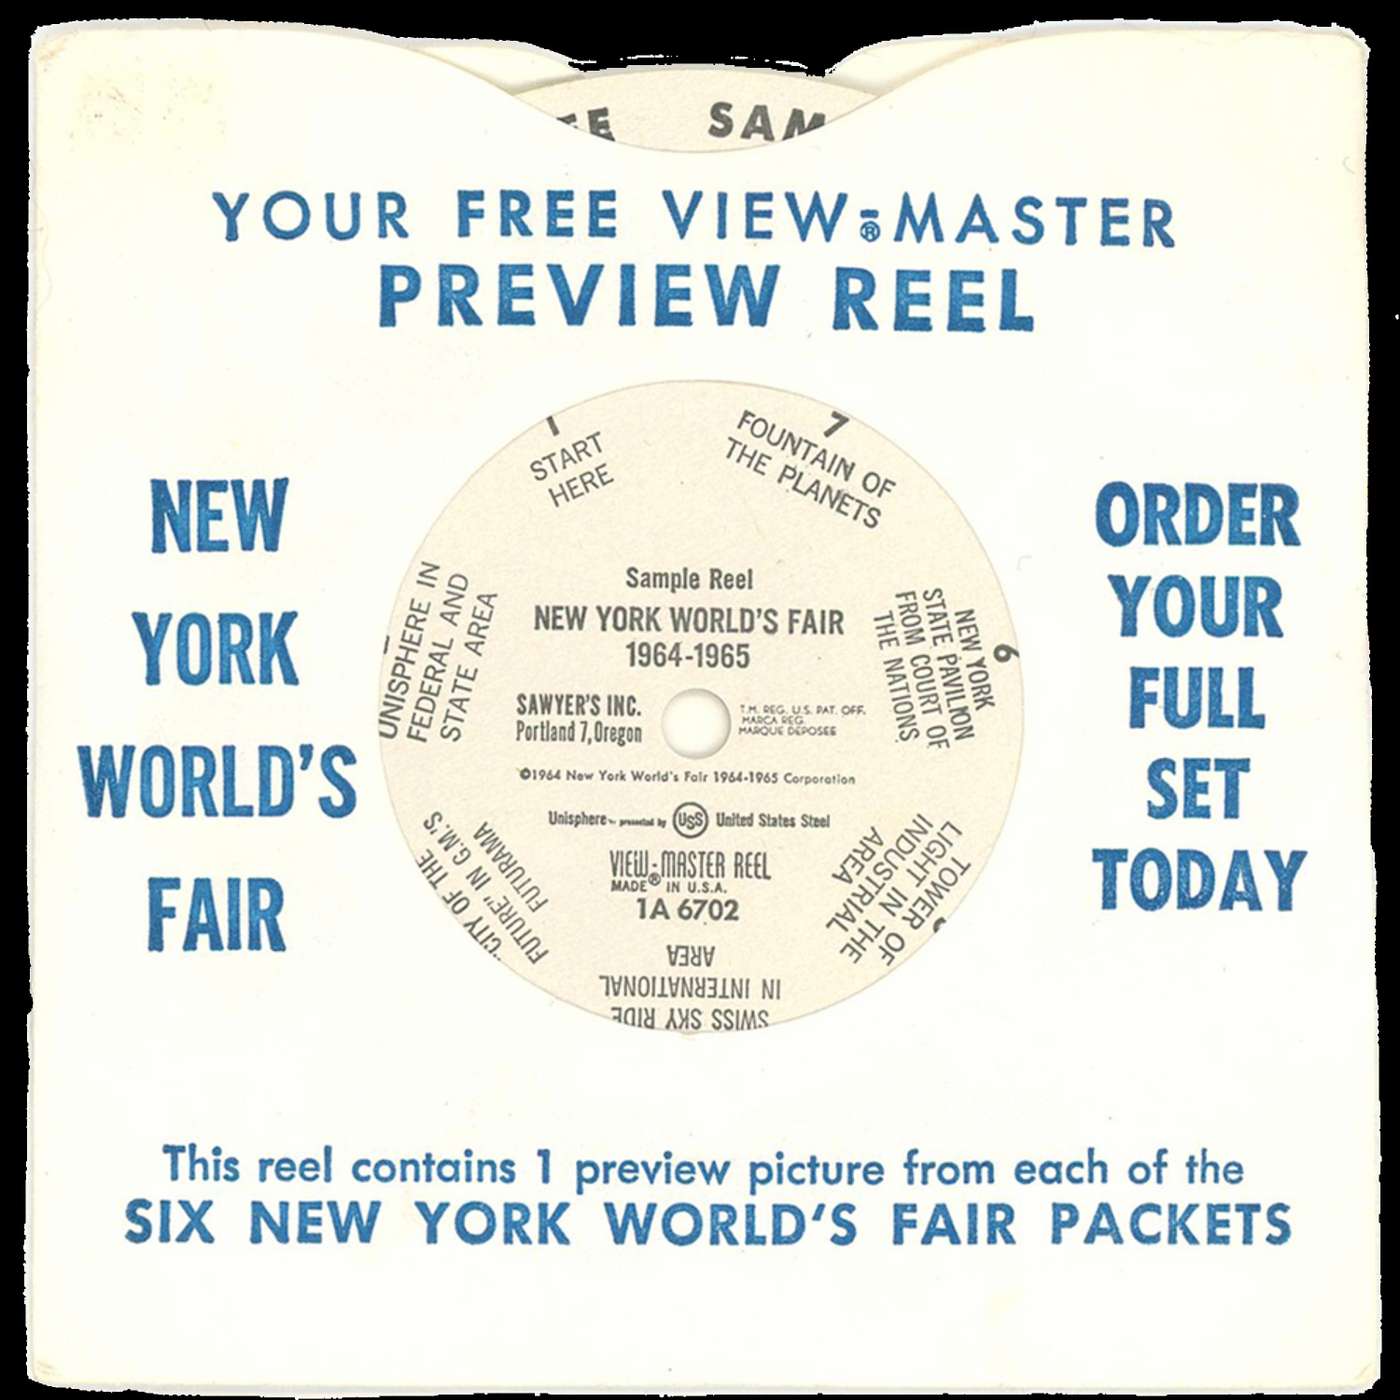 SAM
YOUR FREE VIEW-MASTER®
PREVIEW REEL
NEW
YORK
WORLD'S
FAIR
1
START
HERE
UNISPHERE IN
FEDERAL AND
STATE AREA
"CITY OF THE
FUTURE" IN G.M.'S
FUTURAMA
SWISS SKY RIDE
IN INTERNATIONAL
AREA
TOWER OF
LIGHT IN THE
INDUSTRIAL
AREA
6
NEW YORK
STATE PAVILION
FROM COURT OF
THE NATIONS
7
FOUNTAIN OF
THE PLANETS
Sample Reel
NEW YORK WORLD'S FAIR
1964-1965
SAWYER'S INC.
Portland 7, Oregon
T.M. REG. U.S. PAT. OFF.
MARCA REG.
MARQUE DEPOSEE
©1964 New York World's Fair 1964-1965 Corporation
Unisphere presented by USS United States Steel
VIEW-MASTER REEL
MADE® IN U.S.A.
1A 6702
ORDER
YOUR
FULL
SET
TODAY
This reel contains 1 preview picture from each of the
SIX NEW YORK WORLD'S FAIR PACKETS